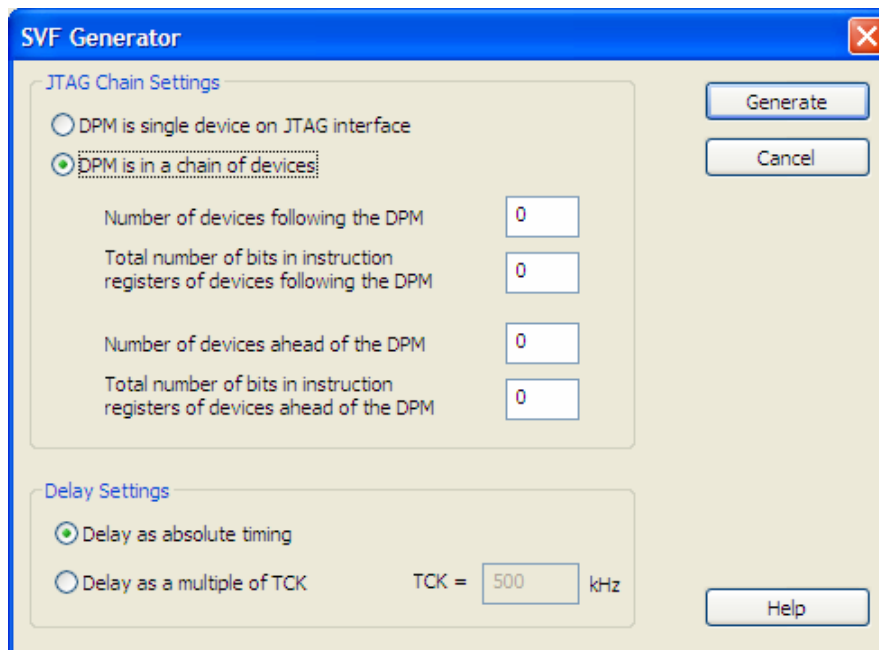 SVF Generator
JTAG Chain Settings
Generate
DPM is single device on JTAG interface
DPM is in a chain of devices
Cancel
Number of devices following the DPM 0
Total number of bits in instruction
registers of devices following the DPM 0
Number of devices ahead of the DPM 0
Total number of bits in instruction
registers of devices ahead of the DPM 0
Delay Settings
Delay as absolute timing
Delay as a multiple of TCK TCK = 500 kHz
Help